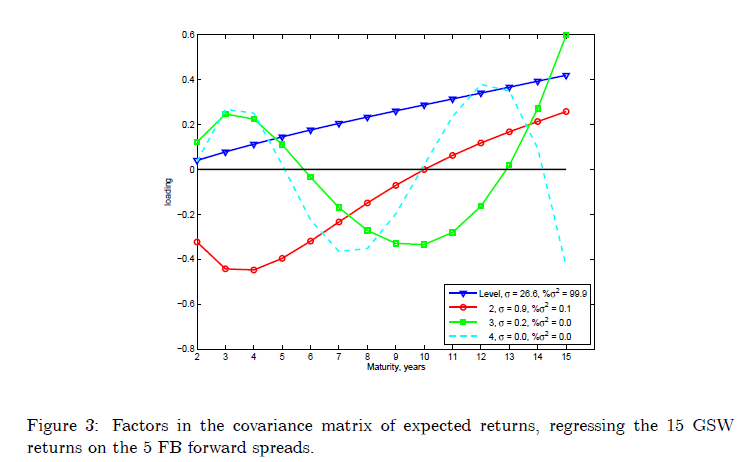 0.6
0.4
0.2
0
−0.2
−0.4
−0.6
−0.8
loading
2 3 4 5 6 7 8 9 10 11 12 13 14 15
Maturity, years
Level, σ = 26.6, %σ² = 99.9
2, σ = 0.9, %σ² = 0.1
3, σ = 0.2, %σ² = 0.0
4, σ = 0.0, %σ² = 0.0
Figure 3: Factors in the covariance matrix of expected returns, regressing the 15 GSW
returns on the 5 FB forward spreads.